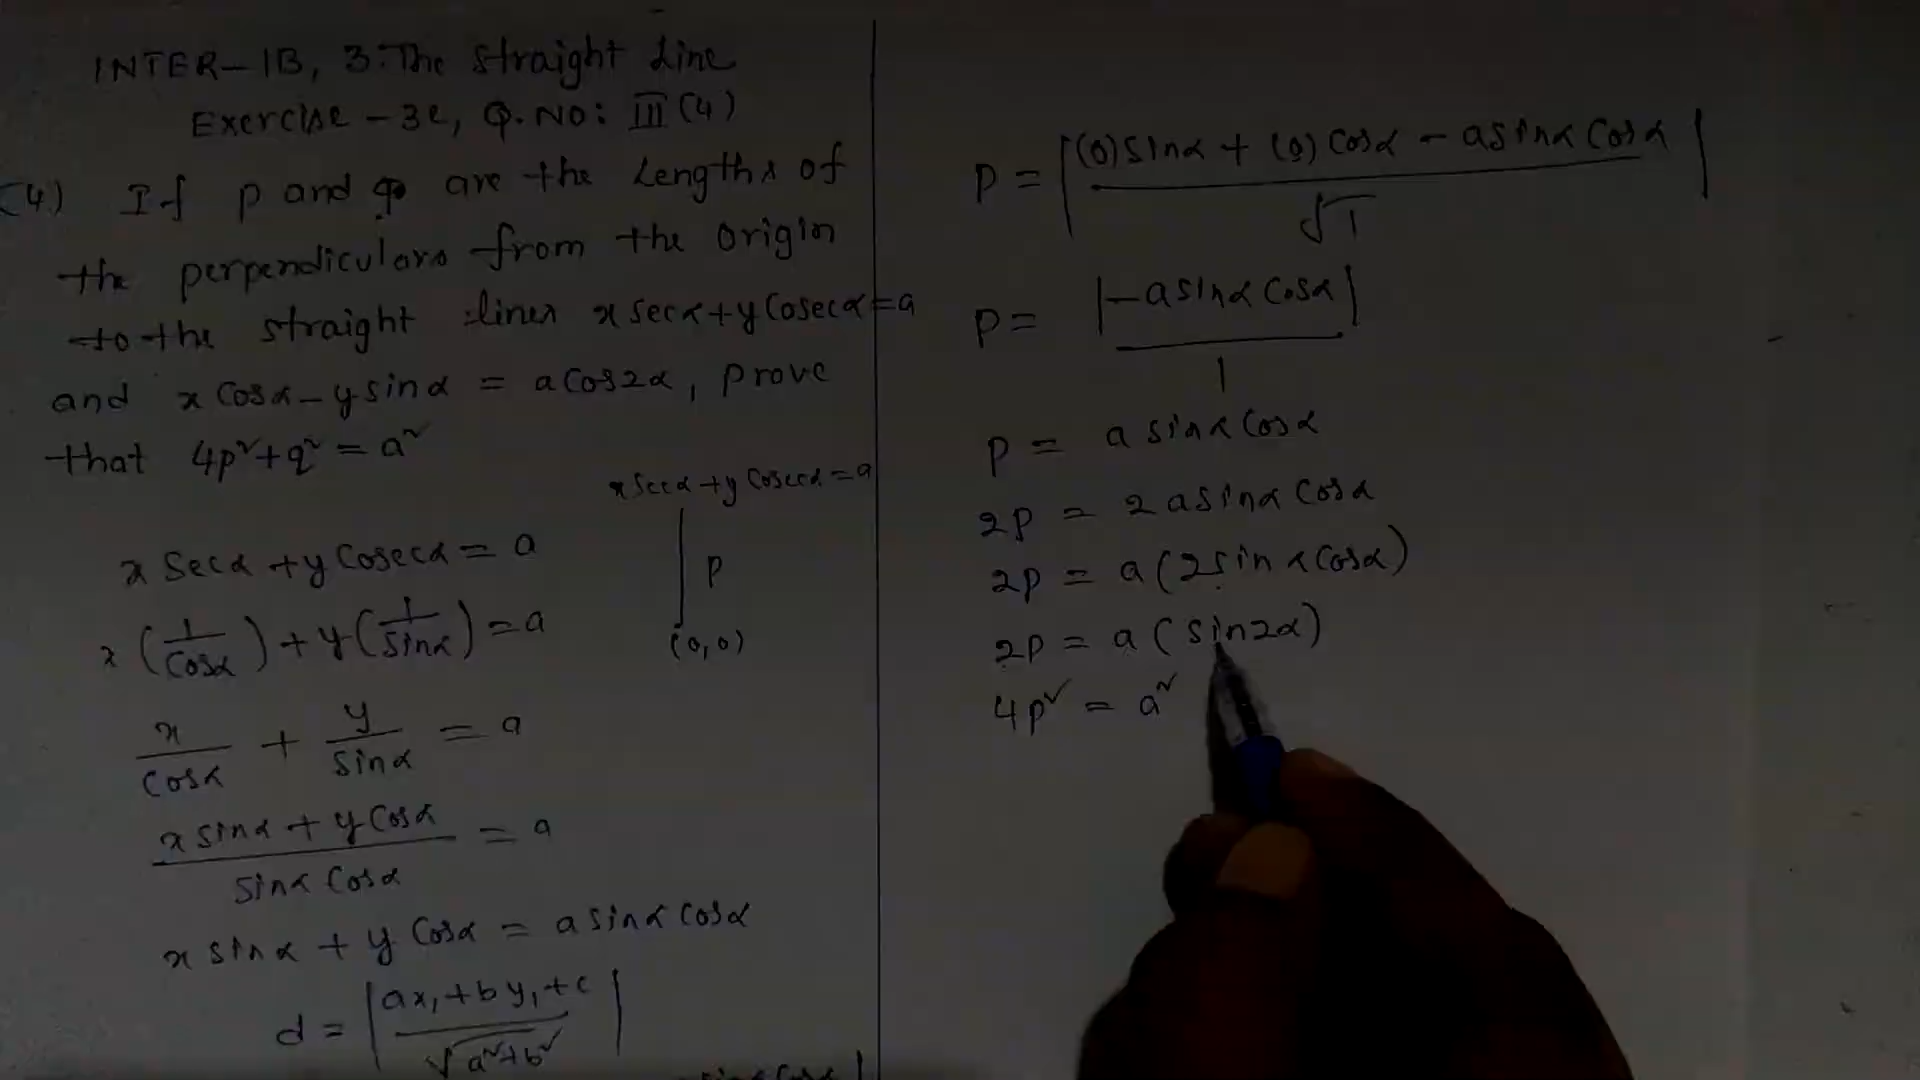 INTER-1B, 3. The straight Line
Exercise - 3e, Q.NO: III (4)
(4) If p and q are the Lengths of
the perpendiculars from the origin
to the straight lines x secα + y cosecα = a
and x cosα - y sinα = a cos2α, prove
that 4p² + q² = a²
x secα + y cosecα = a
p
(0,0)
x secα + y cosecα = a
x (1/cosα) + y (1/sinα) = a
x/cosα + y/sinα = a
(x sinα + y cosα)/(sinα cosα) = a
x sinα + y cosα = a sinα cosα
d = |(ax₁ + by₁ + c)/√(a² + b²)|
p = |((0) sinα + (0) cosα - a sinα cosα)/√1|
p = |-a sinα cosα|/1
p = a sinα cosα
2p = 2 a sinα cosα
2p = a (2 sinα cosα)
2p = a (sin2α)
4p² = a²